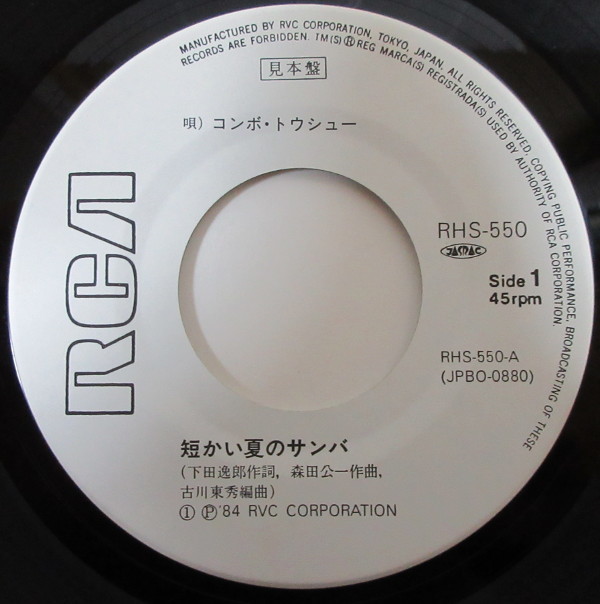 MANUFACTURED BY RVC CORPORATION, TOKYO, JAPAN. ALL RIGHTS RESERVED, COPYING PUBLIC PERFORMANCE, BROADCASTING OF THESE
RECORDS ARE FORBIDDEN. TM(S)®REG MARCA(S) REGISTRADA(S) USED BY AUTHORITY OF RCA CORPORATION.
見本盤
唄) コンボ・トウシュー
RCA
RHS-550
JASRAC
Side 1
45rpm
RHS-550-A
(JPBO-0880)
短かい夏のサンバ
(下田逸郎作詞, 森田公一作曲,
古川東秀編曲)
① Ⓟ'84 RVC CORPORATION